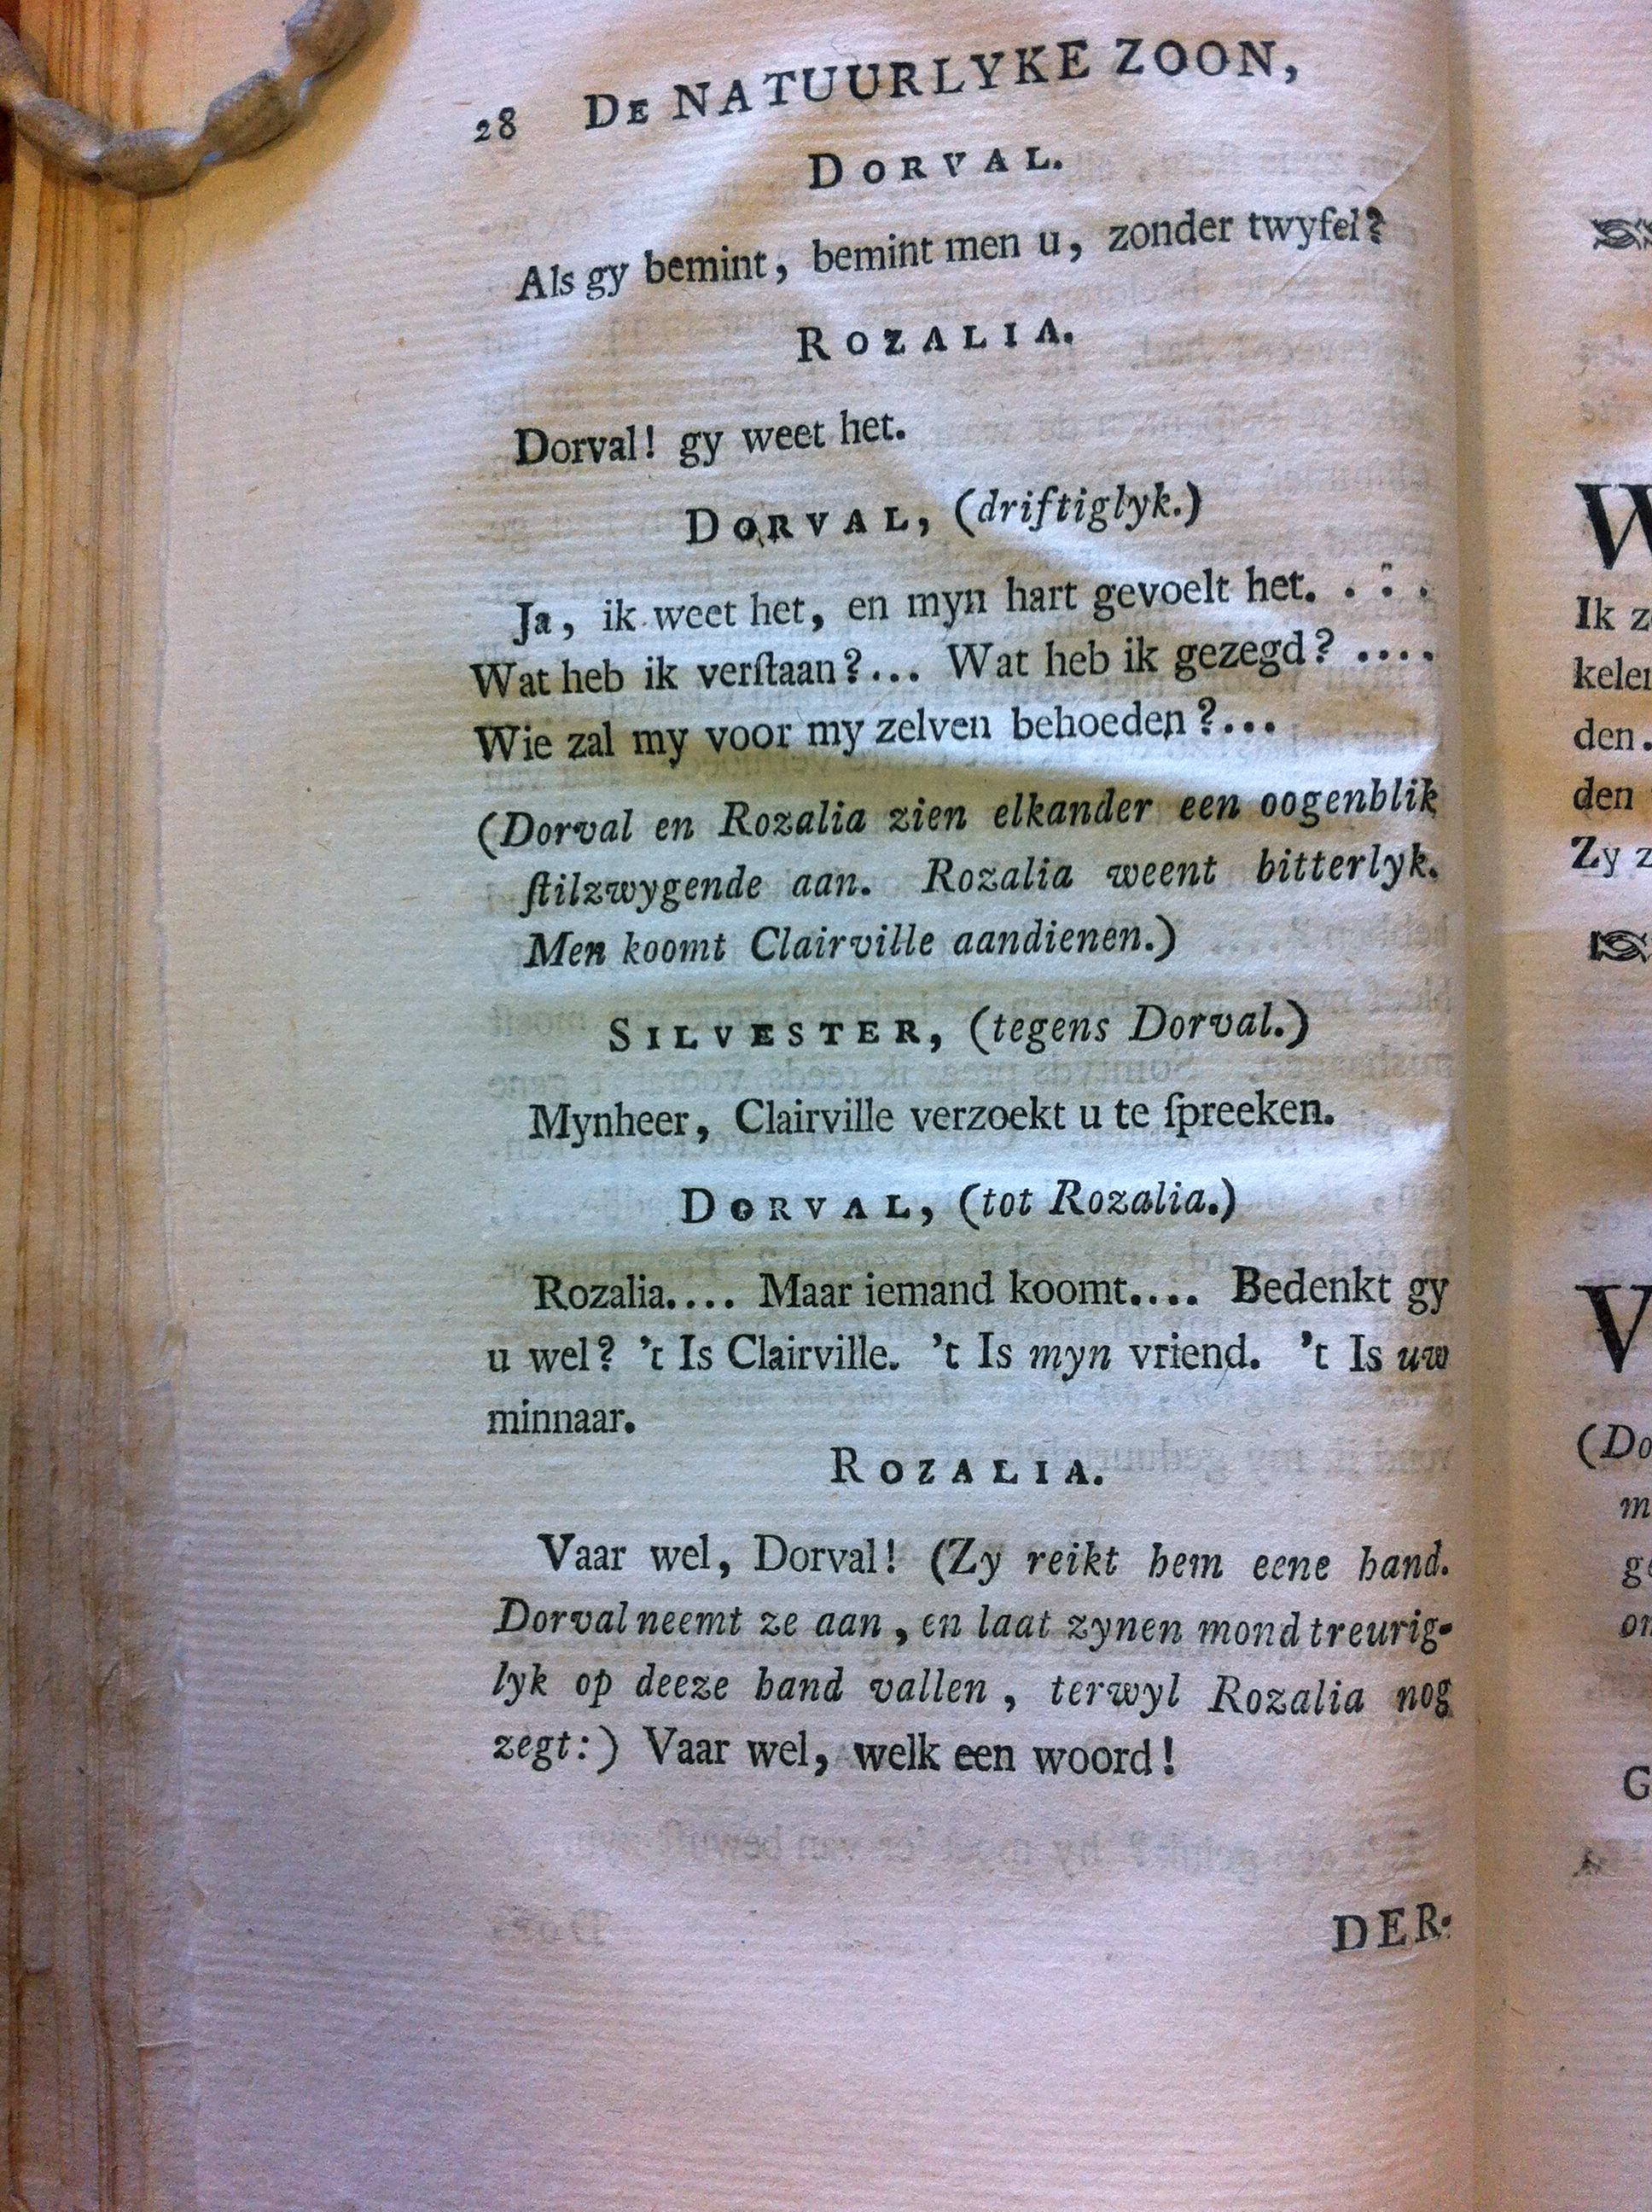 28 DE NATUURLYKE ZOON,
DORVAL.
Als gy bemint, bemint men u, zonder twyfel?
ROZALIA.
Dorval! gy weet het.
DORVAL, (driftiglyk.)
Ja, ik weet het, en myn hart gevoelt het. . . .
Wat heb ik verſtaan?... Wat heb ik gezegd? ....
Wie zal my voor my zelven behoeden?...
(Dorval en Rozalia zien elkander een oogenblik
ſtilzwygende aan. Rozalia weent bitterlyk.
Men koomt Clairville aandienen.)
SILVESTER, (tegens Dorval.)
Mynheer, Clairville verzoekt u te ſpreeken.
DORVAL, (tot Rozalia.)
Rozalia.... Maar iemand koomt.... Bedenkt gy
u wel? 't Is Clairville. 't Is myn vriend. 't Is uw
minnaar.
ROZALIA.
Vaar wel, Dorval! (Zy reikt hem eene hand.
Dorval neemt ze aan, en laat zynen mond treurig-
lyk op deeze hand vallen, terwyl Rozalia nog
zegt:) Vaar wel, welk een woord!
DER-
W
Ik
den.
den
Zy
V
(Do